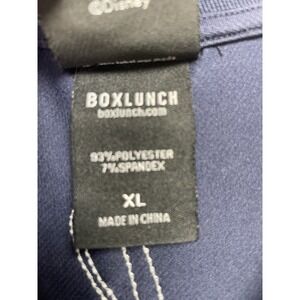 ©Disney
BOXLUNCH
boxlunch.com
93%POLYESTER
7%SPANDEX
XL
MADE IN CHINA